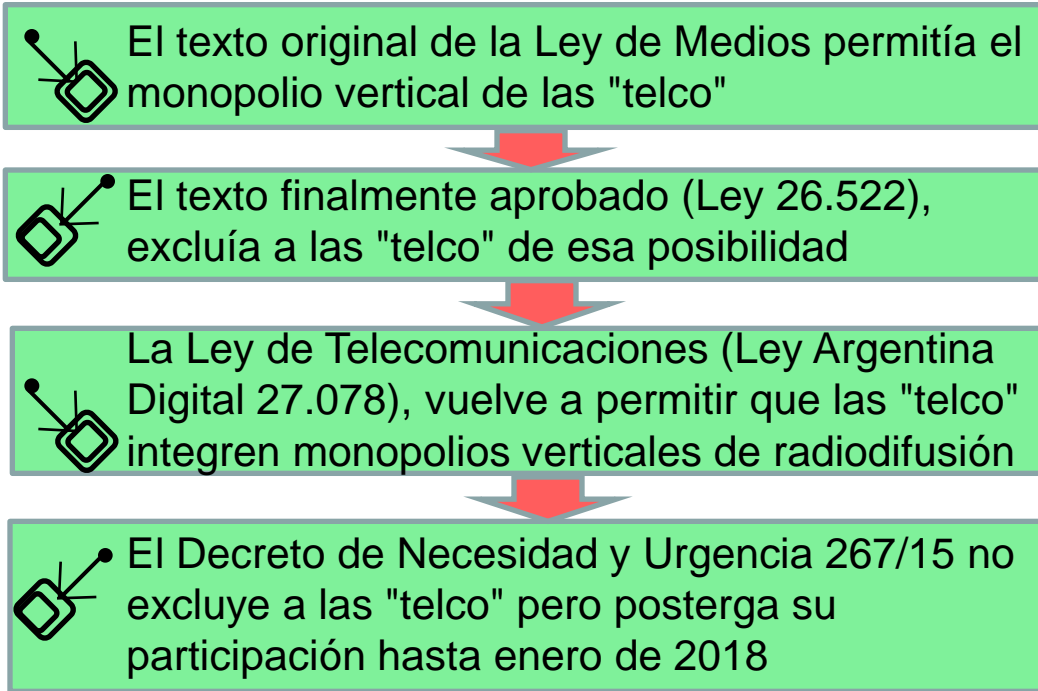 El texto original de la Ley de Medios permitía el
monopolio vertical de las "telco"
El texto finalmente aprobado (Ley 26.522),
excluía a las "telco" de esa posibilidad
La Ley de Telecomunicaciones (Ley Argentina
Digital 27.078), vuelve a permitir que las "telco"
integren monopolios verticales de radiodifusión
El Decreto de Necesidad y Urgencia 267/15 no
excluye a las "telco" pero posterga su
participación hasta enero de 2018